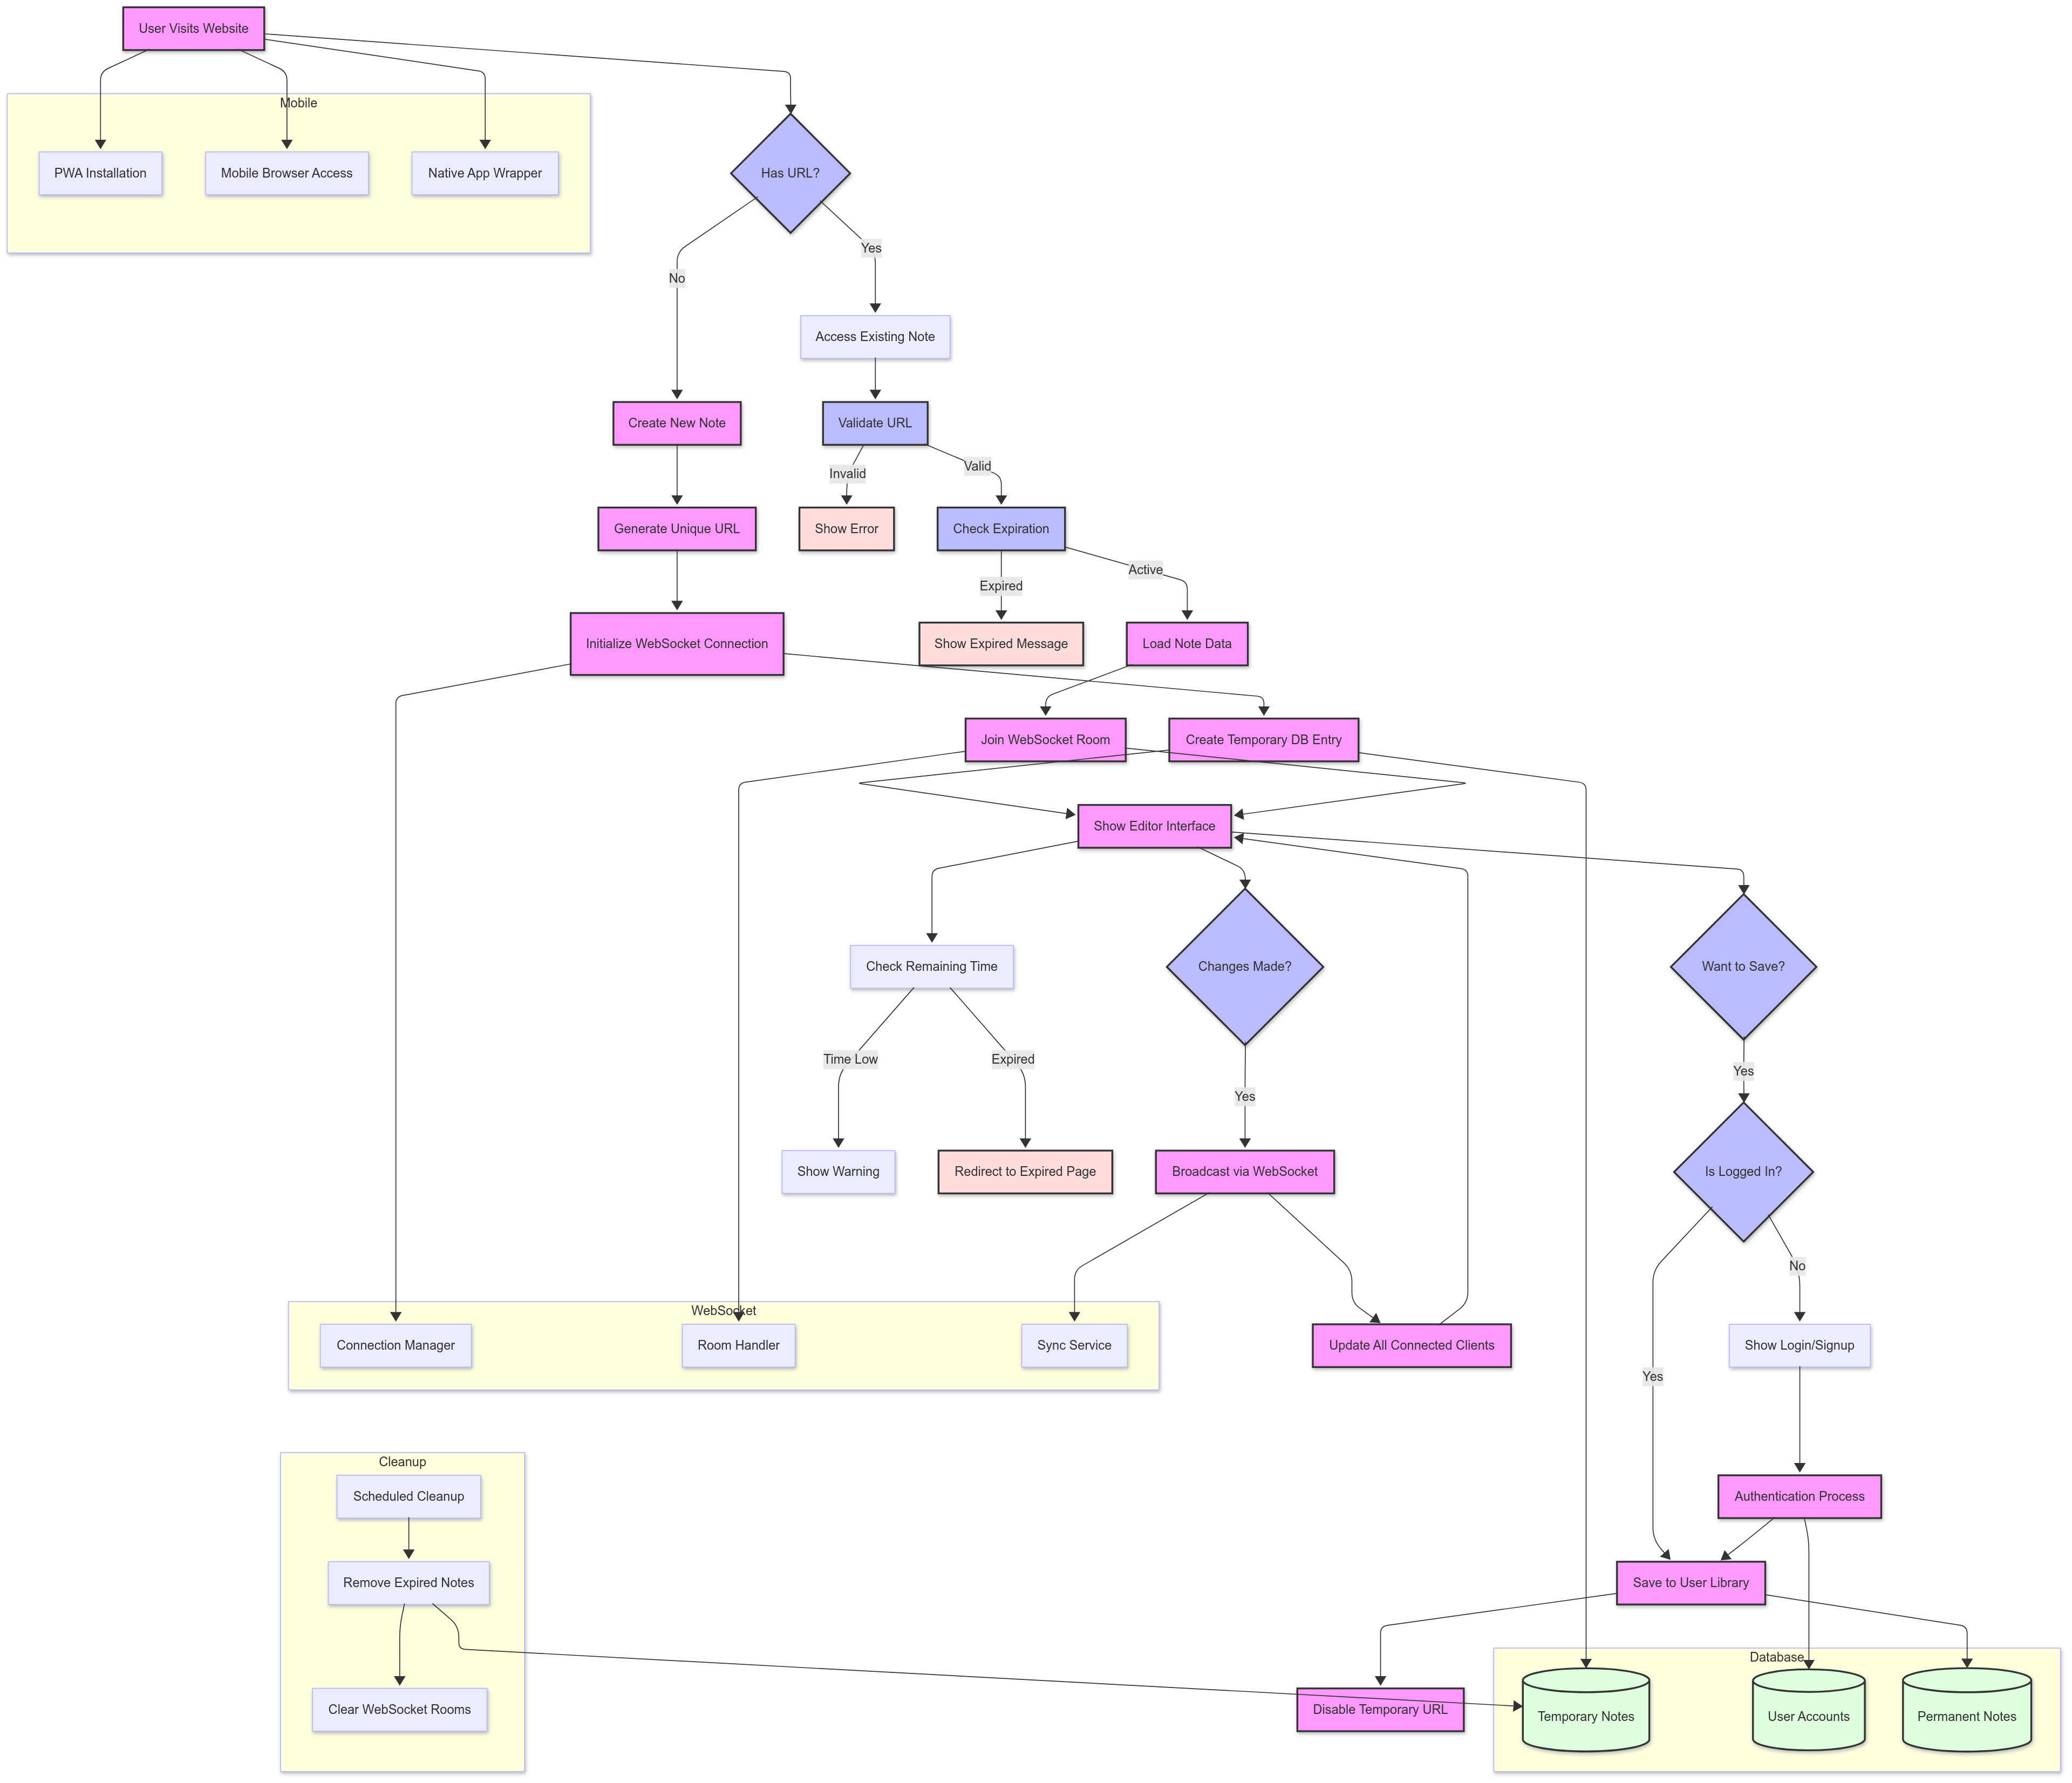 User Visits Website
Mobile
PWA Installation
Mobile Browser Access
Native App Wrapper
Has URL?
No
Yes
Access Existing Note
Create New Note
Validate URL
Invalid
Valid
Generate Unique URL
Show Error
Check Expiration
Expired
Active
Initialize WebSocket Connection
Show Expired Message
Load Note Data
Join WebSocket Room
Create Temporary DB Entry
Show Editor Interface
Check Remaining Time
Changes Made?
Want to Save?
Time Low
Expired
Yes
Yes
Show Warning
Redirect to Expired Page
Broadcast via WebSocket
Is Logged In?
No
WebSocket
Connection Manager
Room Handler
Sync Service
Update All Connected Clients
Show Login/Signup
Yes
Cleanup
Scheduled Cleanup
Authentication Process
Remove Expired Notes
Save to User Library
Database
Clear WebSocket Rooms
Disable Temporary URL
Temporary Notes
User Accounts
Permanent Notes